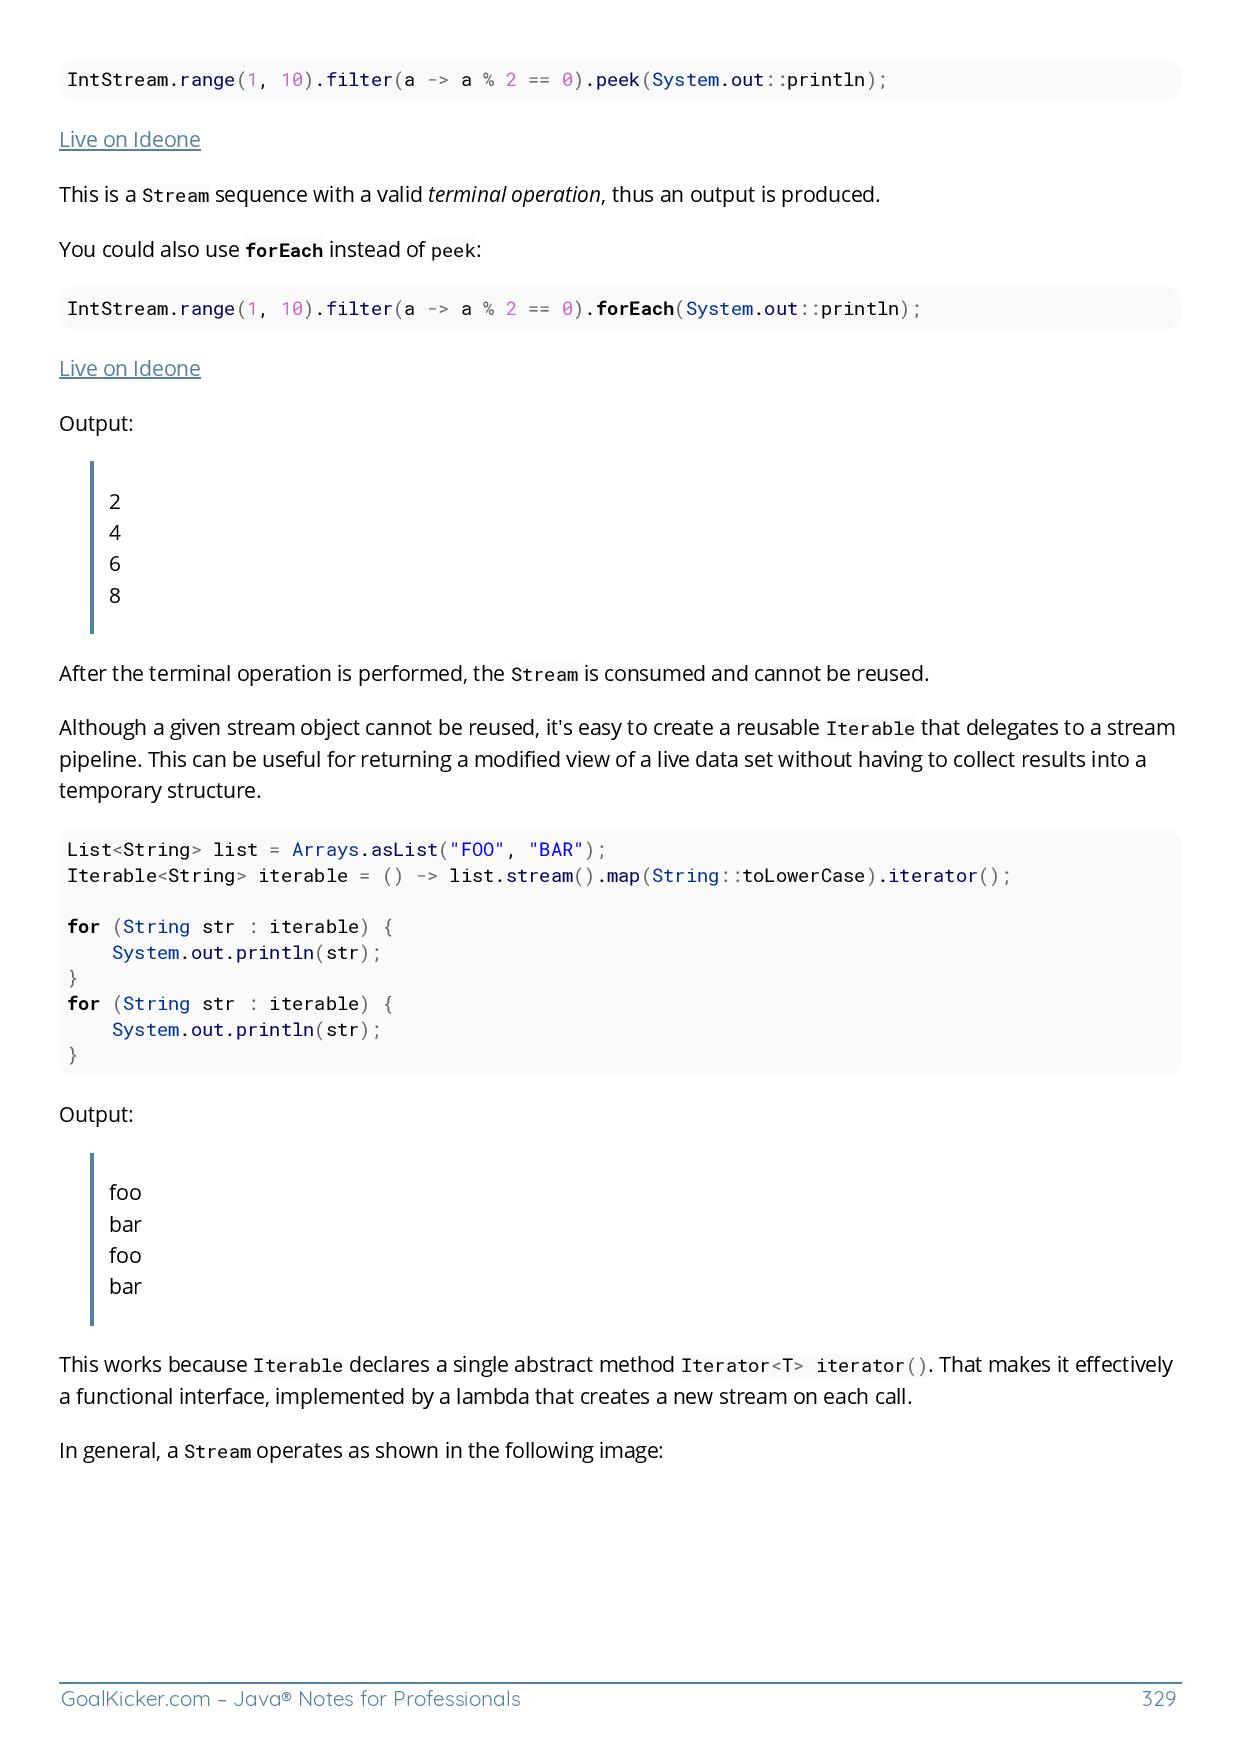 IntStream.range(1, 10).filter(a -> a % 2 == 0).peek(System.out::println);
Live on Ideone
This is a Stream sequence with a valid terminal operation, thus an output is produced.
You could also use forEach instead of peek:
IntStream.range(1, 10).filter(a -> a % 2 == 0).forEach(System.out::println);
Live on Ideone
Output:
2
4
6
8
After the terminal operation is performed, the Stream is consumed and cannot be reused.
Although a given stream object cannot be reused, it's easy to create a reusable Iterable that delegates to a stream
pipeline. This can be useful for returning a modified view of a live data set without having to collect results into a
temporary structure.
List<String> list = Arrays.asList("FOO", "BAR");
Iterable<String> iterable = () -> list.stream().map(String::toLowerCase).iterator();
for (String str : iterable) {
    System.out.println(str);
}
for (String str : iterable) {
    System.out.println(str);
}
Output:
foo
bar
foo
bar
This works because Iterable declares a single abstract method Iterator<T> iterator(). That makes it effectively
a functional interface, implemented by a lambda that creates a new stream on each call.
In general, a Stream operates as shown in the following image:
GoalKicker.com – Java® Notes for Professionals 329